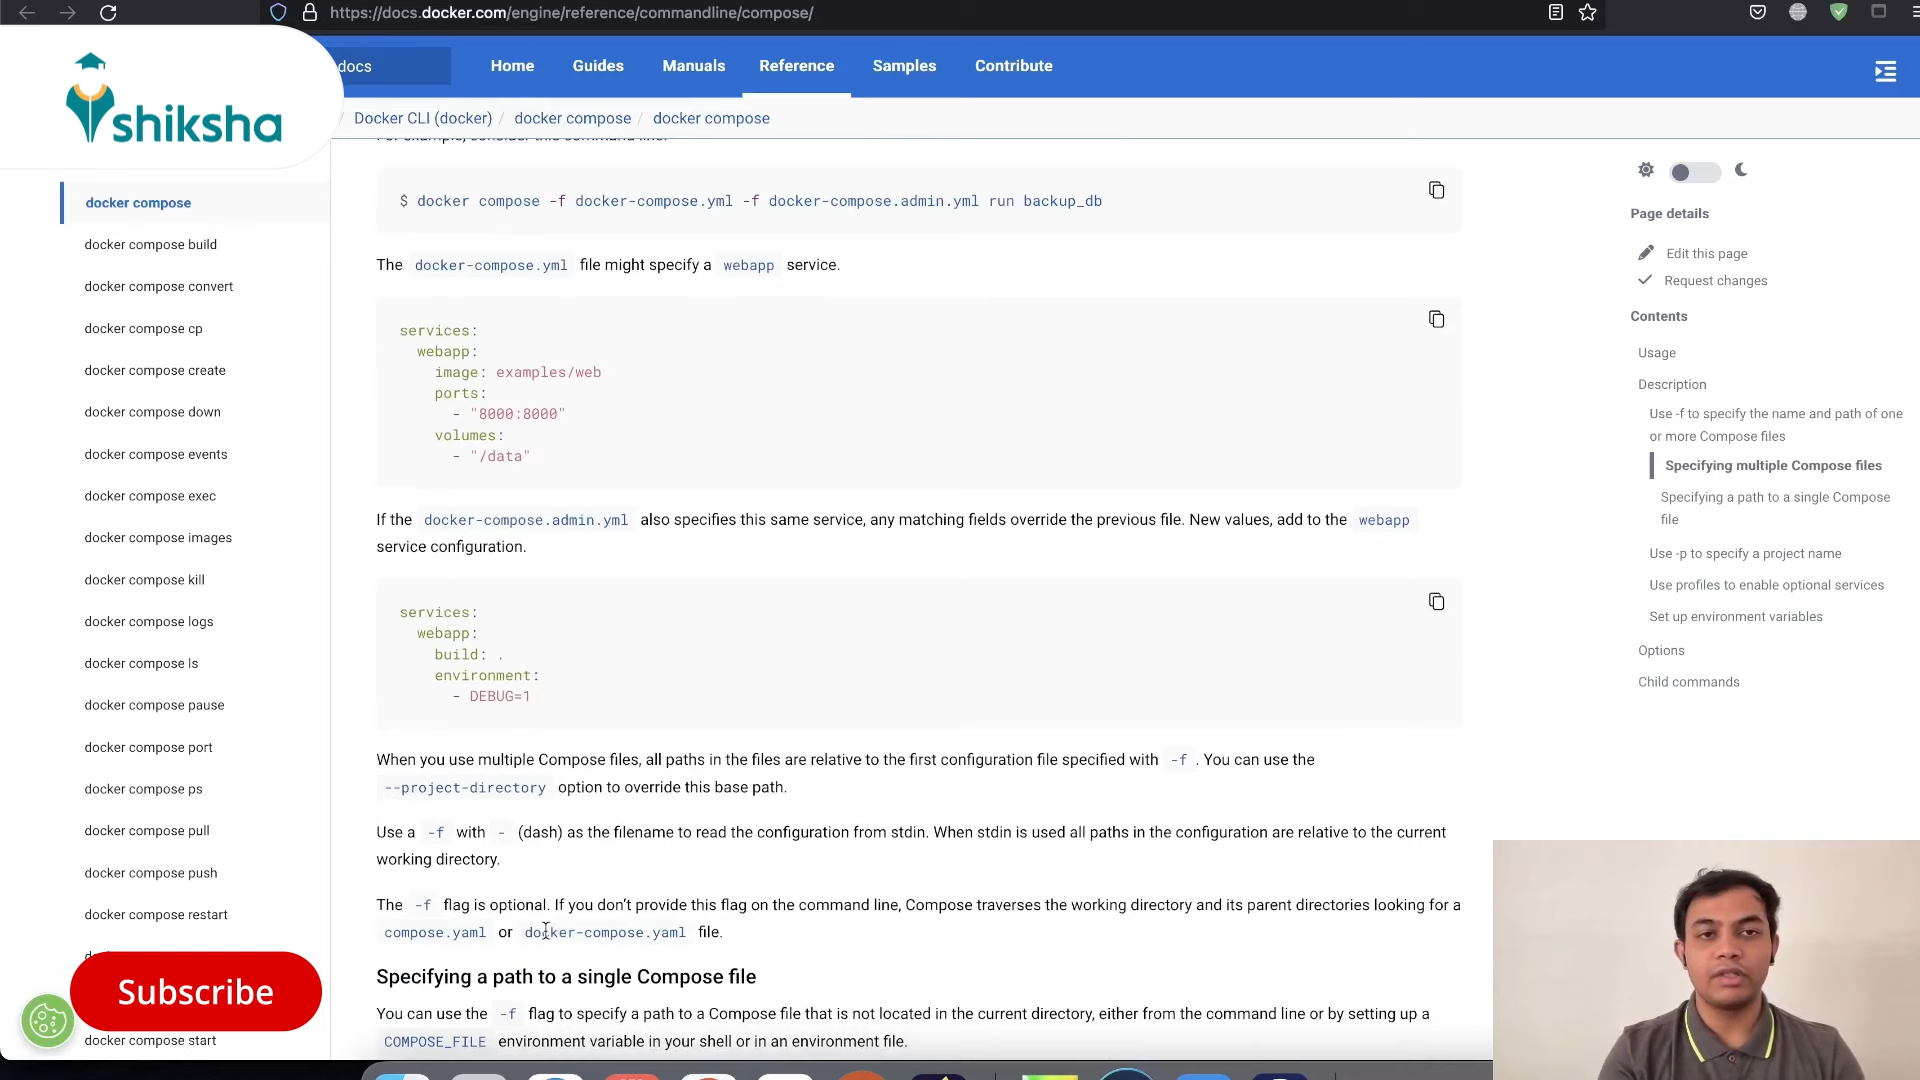 https://docs.docker.com/engine/reference/commandline/compose/
shiksha
docs
Home
Guides
Manuals
Reference
Samples
Contribute
Docker CLI (docker) / docker compose / docker compose
For example, consider this command line:
$ docker compose -f docker-compose.yml -f docker-compose.admin.yml run backup_db
The docker-compose.yml file might specify a webapp service.
services:
webapp:
image: examples/web
ports:
- "8000:8000"
volumes:
- "/data"
If the docker-compose.admin.yml also specifies this same service, any matching fields override the previous file. New values, add to the webapp
service configuration.
services:
webapp:
build: .
environment:
- DEBUG=1
When you use multiple Compose files, all paths in the files are relative to the first configuration file specified with -f . You can use the
--project-directory option to override this base path.
Use a -f with - (dash) as the filename to read the configuration from stdin. When stdin is used all paths in the configuration are relative to the current
working directory.
The -f flag is optional. If you don't provide this flag on the command line, Compose traverses the working directory and its parent directories looking for a
compose.yaml or docker-compose.yaml file.
Specifying a path to a single Compose file
You can use the -f flag to specify a path to a Compose file that is not located in the current directory, either from the command line or by setting up a
COMPOSE_FILE environment variable in your shell or in an environment file.
docker compose
docker compose build
docker compose convert
docker compose cp
docker compose create
docker compose down
docker compose events
docker compose exec
docker compose images
docker compose kill
docker compose logs
docker compose ls
docker compose pause
docker compose port
docker compose ps
docker compose pull
docker compose push
docker compose restart
Subscribe
docker compose start
Page details
Edit this page
Request changes
Contents
Usage
Description
Use -f to specify the name and path of one
or more Compose files
Specifying multiple Compose files
Specifying a path to a single Compose
file
Use -p to specify a project name
Use profiles to enable optional services
Set up environment variables
Options
Child commands